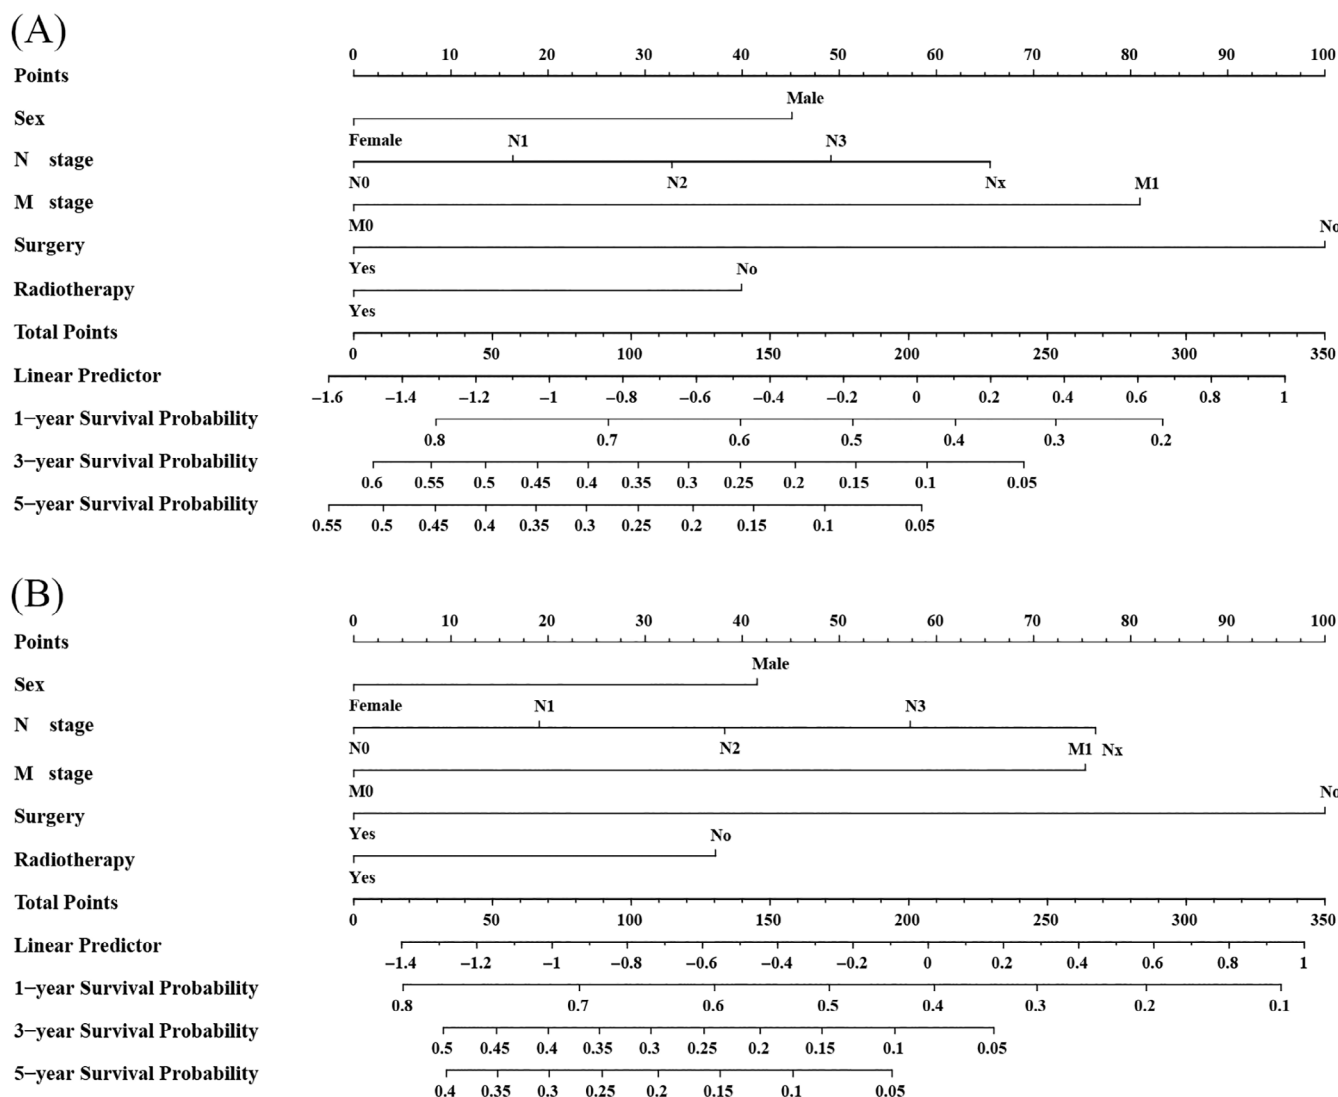 (A)
0 10 20 30 40 50 60 70 80 90 100
Points
Male
Sex
Female N1 N3
N stage
N0 N2 Nx M1
M stage
M0 No
Surgery
Yes No
Radiotherapy
Yes
Total Points
0 50 100 150 200 250 300 350
Linear Predictor
−1.6 −1.4 −1.2 −1 −0.8 −0.6 −0.4 −0.2 0 0.2 0.4 0.6 0.8 1
1−year Survival Probability
0.8 0.7 0.6 0.5 0.4 0.3 0.2
3−year Survival Probability
0.6 0.55 0.5 0.45 0.4 0.35 0.3 0.25 0.2 0.15 0.1 0.05
5−year Survival Probability
0.55 0.5 0.45 0.4 0.35 0.3 0.25 0.2 0.15 0.1 0.05
(B)
0 10 20 30 40 50 60 70 80 90 100
Points
Male
Sex
Female N1 N3
N stage
N0 N2 M1 Nx
M stage
M0 No
Surgery
Yes No
Radiotherapy
Yes
Total Points
0 50 100 150 200 250 300 350
Linear Predictor
−1.4 −1.2 −1 −0.8 −0.6 −0.4 −0.2 0 0.2 0.4 0.6 0.8 1
1−year Survival Probability
0.8 0.7 0.6 0.5 0.4 0.3 0.2 0.1
3−year Survival Probability
0.5 0.45 0.4 0.35 0.3 0.25 0.2 0.15 0.1 0.05
5−year Survival Probability
0.4 0.35 0.3 0.25 0.2 0.15 0.1 0.05